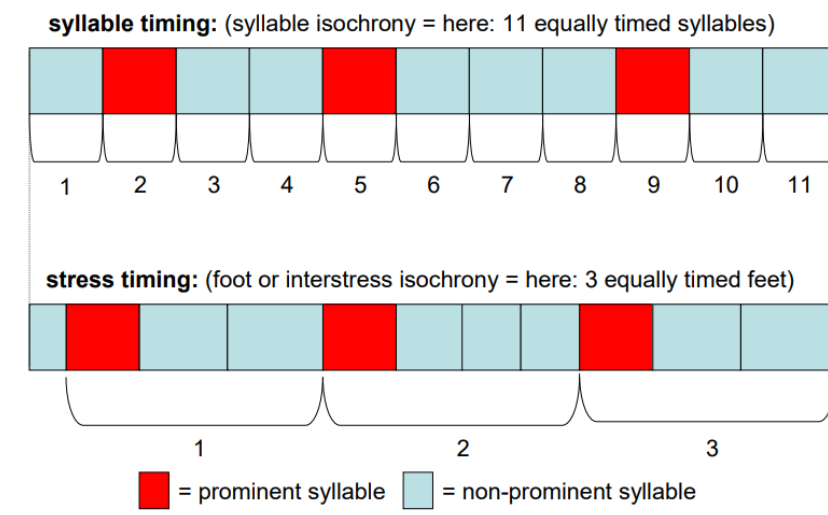 syllable timing: (syllable isochrony = here: 11 equally timed syllables)
1 2 3 4 5 6 7 8 9 10 11
stress timing: (foot or interstress isochrony = here: 3 equally timed feet)
1 2 3
= prominent syllable = non-prominent syllable